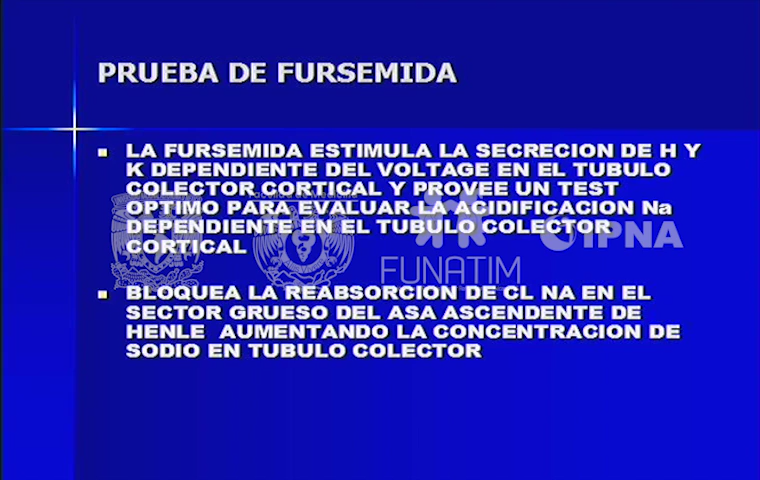 PRUEBA DE FURSEMIDA
LA FURSEMIDA ESTIMULA LA SECRECION DE H Y
K DEPENDIENTE DEL VOLTAGE EN EL TUBULO
COLECTOR CORTICAL Y PROVEE UN TEST
Facultad de Medicina
OPTIMO PARA EVALUAR LA ACIDIFICACION Na
DEPENDIENTE EN EL TUBULO COLECTOR
IPNA
CORTICAL
FUNATIM
BLOQUEA LA REABSORCION DE CL NA EN EL
SECTOR GRUESO DEL ASA ASCENDENTE DE
HENLE AUMENTANDO LA CONCENTRACION DE
SODIO EN TUBULO COLECTOR